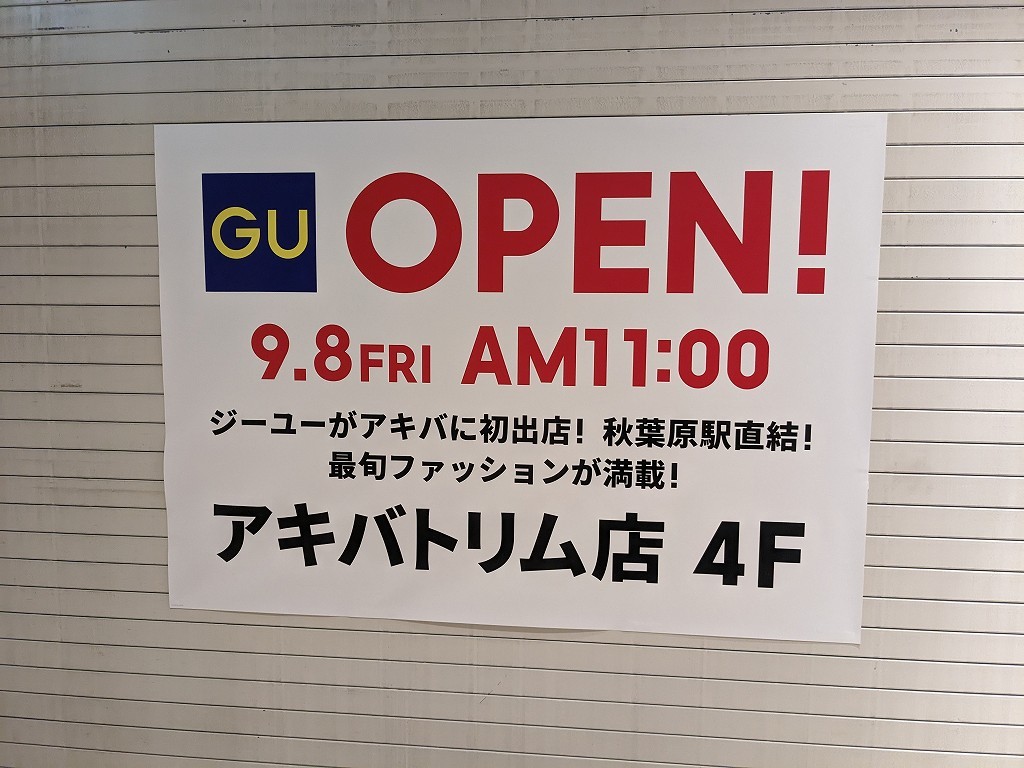 GU OPEN!
9.8FRI AM11:00
ジーユーがアキバに初出店! 秋葉原駅直結!
最旬ファッションが満載!
アキバトリム店 4F